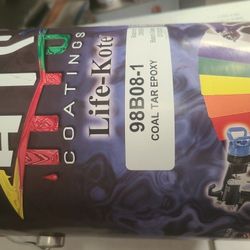 COATINGS
Life-Kote
98B08-1
COAL TAR EPOXY